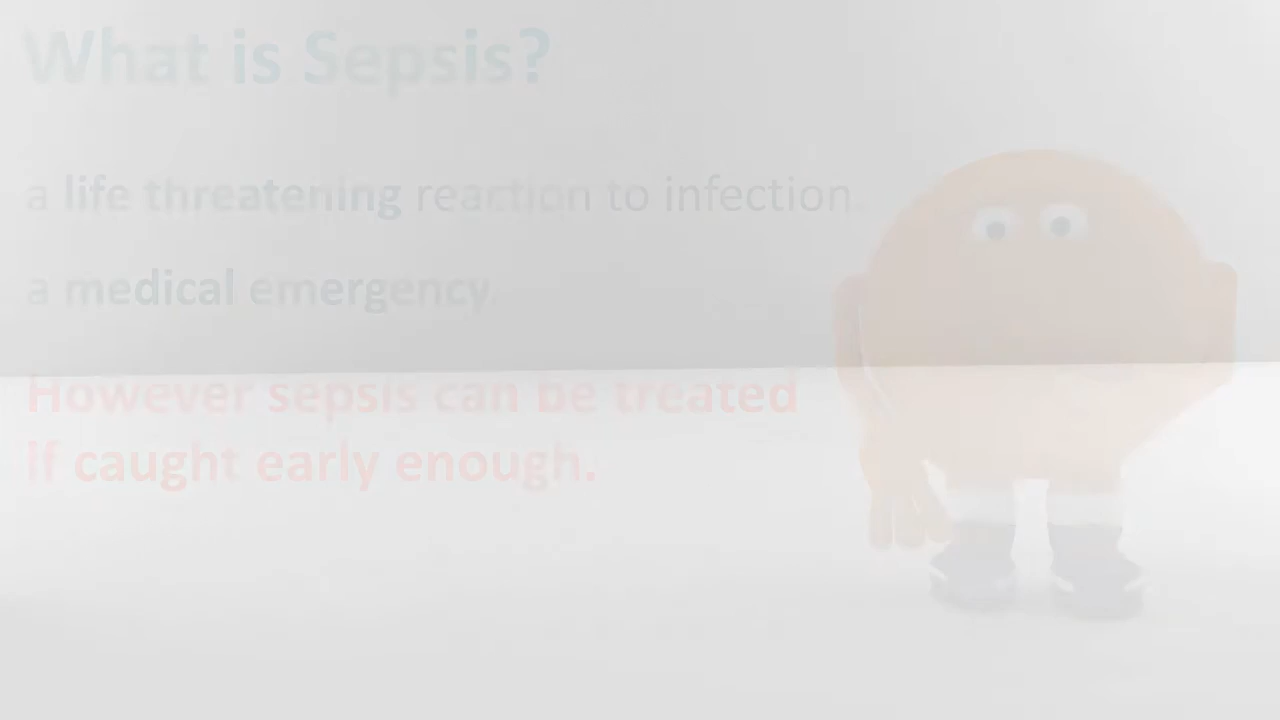 What is Sepsis?
a life threatening reaction to infection.
a medical emergency.
However sepsis can be treated
if caught early enough.